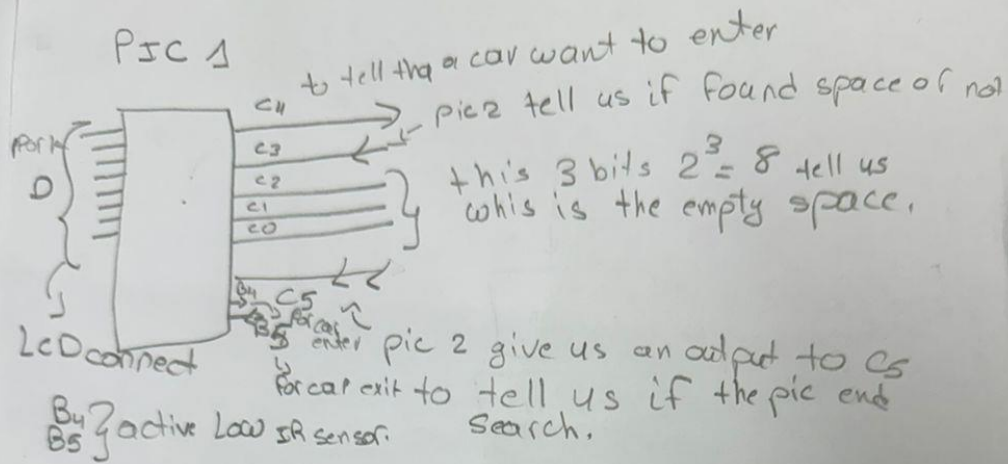 PIC 1
to tell tha a car want to enter
C4
pic 2 tell us if found space or not
Port
D
C3
this 3 bits 2³ = 8 tell us
C2
whis is the empty space.
C1
C0
B4 C5
for car
enter
B5
pic 2 give us an output to C5
LCD connect
for car exit
to tell us if the pic end
search.
B4
B5 } active Low IR sensor.